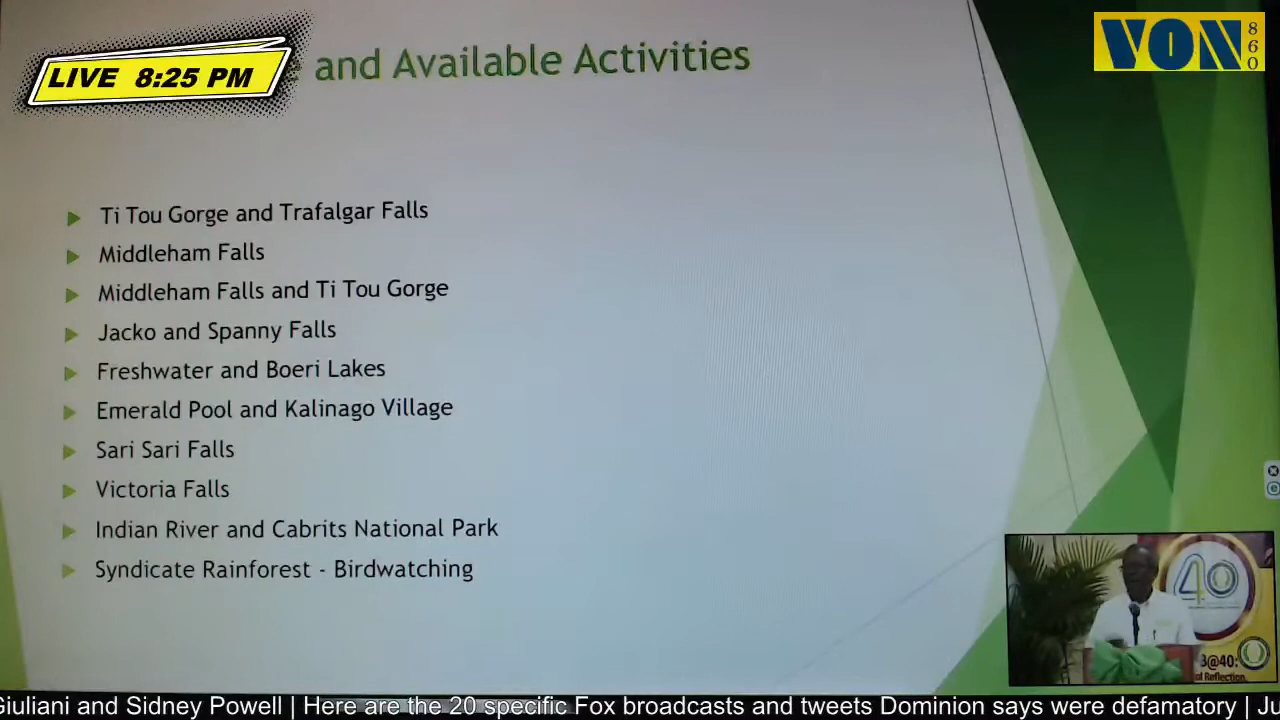 LIVE 8:25 PM
and Available Activities
VON
860
Ti Tou Gorge and Trafalgar Falls
Middleham Falls
Middleham Falls and Ti Tou Gorge
Jacko and Spanny Falls
Freshwater and Boeri Lakes
Emerald Pool and Kalinago Village
Sari Sari Falls
Victoria Falls
Indian River and Cabrits National Park
Syndicate Rainforest - Birdwatching
40
3@40:
al Reflection.
Giuliani and Sidney Powell | Here are the 20 specific Fox broadcasts and tweets Dominion says were defamatory | Ju